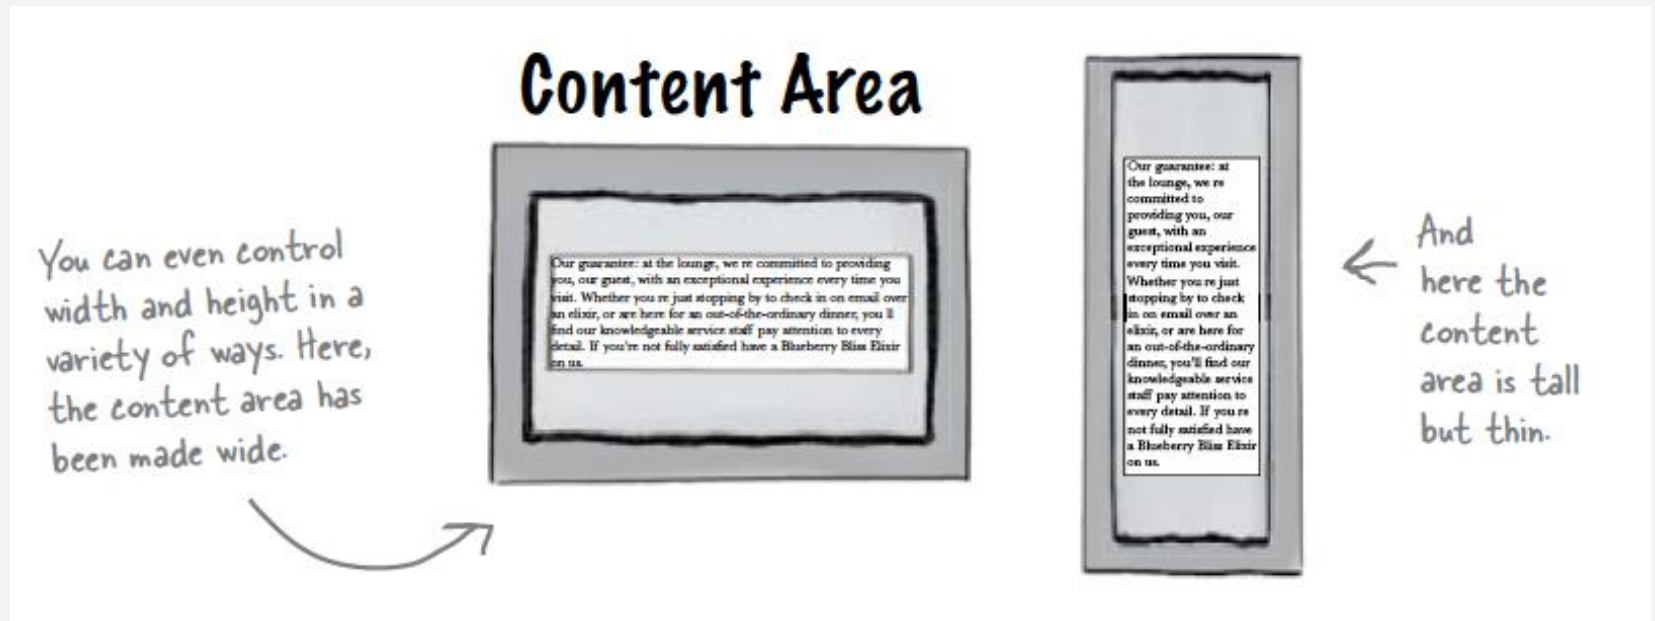 Content Area
You can even control
width and height in a
variety of ways. Here,
the content area has
been made wide.
Our guarantee: at the lounge, we re committed to providing
you, our guest, with an exceptional experience every time you
visit. Whether you re just stopping by to check in on email over
an elixir, or are here for an out-of-the-ordinary dinner, you ll
find our knowledgeable service staff pay attention to every
detail. If you're not fully satisfied have a Blueberry Bliss Elixir
on us.
Our guarantee: at
the lounge, we re
committed to
providing you, our
guest, with an
exceptional experience
every time you visit.
Whether you re just
stopping by to check
in on email over an
elixir, or are here for
an out-of-the-ordinary
dinner, you'll find our
knowledgeable service
staff pay attention to
every detail. If you re
not fully satisfied have
a Blueberry Bliss Elixir
on us.
And
here the
content
area is tall
but thin.